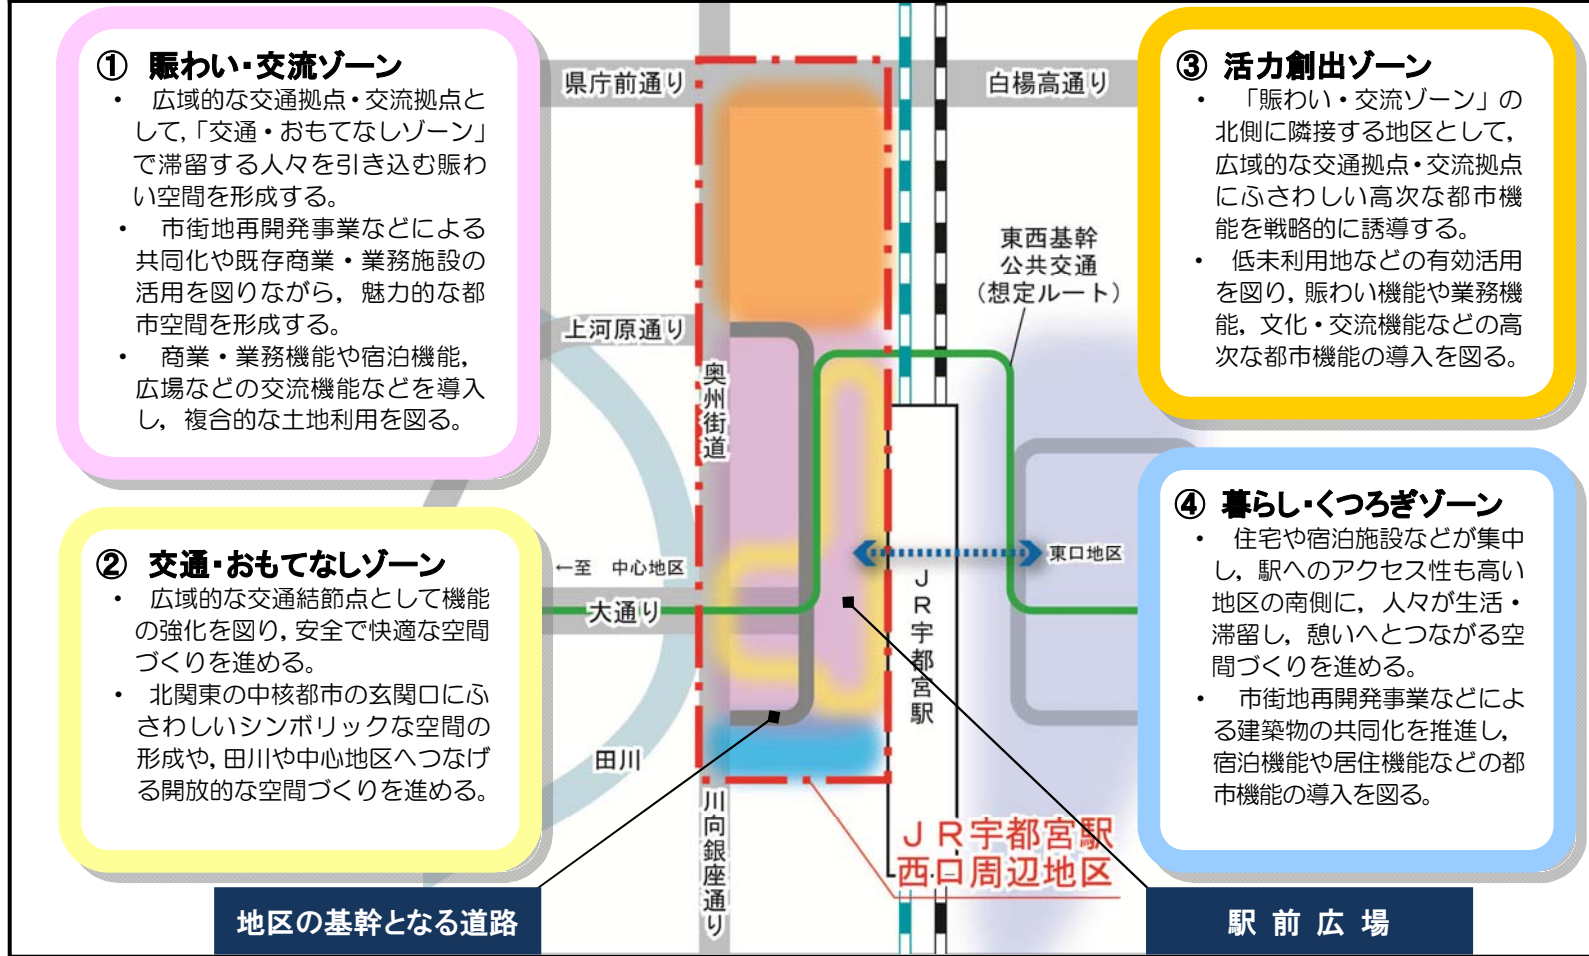 ① 賑わい・交流ゾーン
・ 広域的な交通拠点・交流拠点と
して，「交通・おもてなしゾーン」
で滞留する人々を引き込む賑わ
い空間を形成する。
・ 市街地再開発事業などによる
共同化や既存商業・業務施設の
活用を図りながら，魅力的な都
市空間を形成する。
・ 商業・業務機能や宿泊機能，
広場などの交流機能などを導入
し，複合的な土地利用を図る。
② 交通・おもてなしゾーン
・ 広域的な交通結節点として機能
の強化を図り，安全で快適な空間
づくりを進める。
・ 北関東の中核都市の玄関口にふ
さわしいシンボリックな空間の
形成や，田川や中心地区へつなげ
る開放的な空間づくりを進める。
県庁前通り
白楊高通り
東西基幹
公共交通
（想定ルート）
上河原通り
奥州街道
←至 中心地区
大通り
東口地区
ＪＲ宇都宮駅
田川
川向銀座通り
ＪＲ宇都宮駅
西口周辺地区
③ 活力創出ゾーン
・ 「賑わい・交流ゾーン」の
北側に隣接する地区として，
広域的な交通拠点・交流拠点
にふさわしい高次な都市機
能を戦略的に誘導する。
・ 低未利用地などの有効活用
を図り，賑わい機能や業務機
能，文化・交流機能などの高
次な都市機能の導入を図る。
④ 暮らし・くつろぎゾーン
・ 住宅や宿泊施設などが集中
し，駅へのアクセス性も高い
地区の南側に，人々が生活・
滞留し，憩いへとつながる空
間づくりを進める。
・ 市街地再開発事業などによ
る建築物の共同化を推進し，
宿泊機能や居住機能などの都
市機能の導入を図る。
地区の基幹となる道路
駅前広場